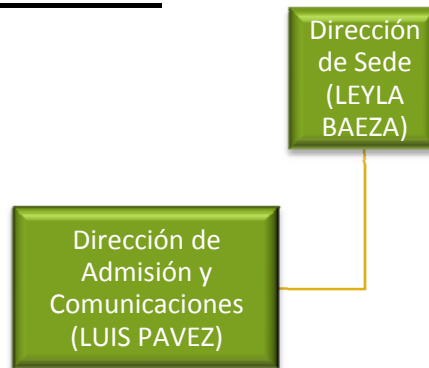 Dirección
de Sede
(LEYLA
BAEZA)
Dirección de
Admisión y
Comunicaciones
(LUIS PAVEZ)